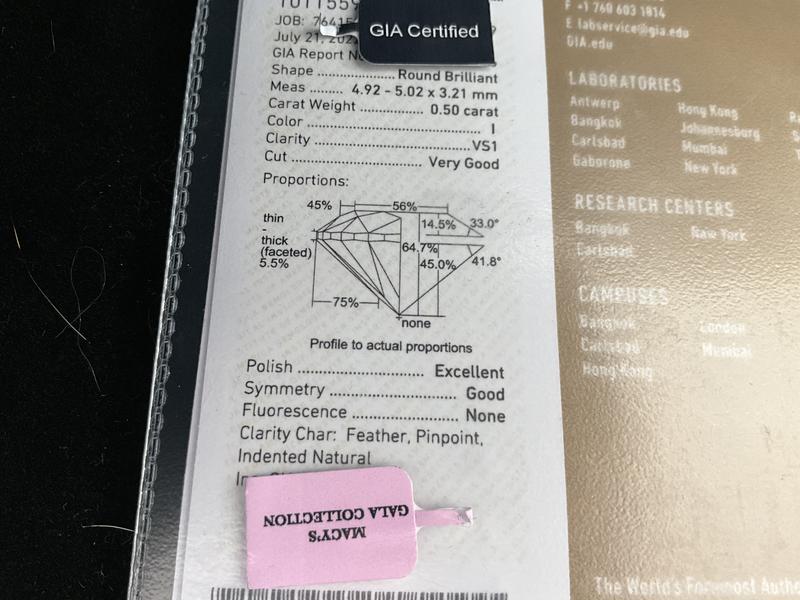 GIA Certified
JOB:
July 21,
GIA Report
Shape .................... Round Brilliant
Meas ......... 4.92 - 5.02 x 3.21 mm
Carat Weight ................. 0.50 carat
Color ................................................ I
Clarity ........................................ VS1
Cut ................................... Very Good
Proportions:
45%
56%
14.5%
33.0°
thin
-
thick
(faceted)
5.5%
64.7%
45.0%
41.8°
75%
none
Profile to actual proportions
Polish ................................ Excellent
Symmetry ................................ Good
Fluorescence ........................... None
Clarity Char: Feather, Pinpoint,
Indented Natural
MACY'S
GALA COLLECTION
F +1 760 603 1814
E labservice@gia.edu
GIA.edu
LABORATORIES
Antwerp Hong Kong
Bangkok Johannesburg
Carlsbad Mumbai
Gaborone New York
RESEARCH CENTERS
Bangkok New York
Carlsbad
CAMPUSES
Bangkok London
Carlsbad Mumbai
Hong Kong
The World's Foremost